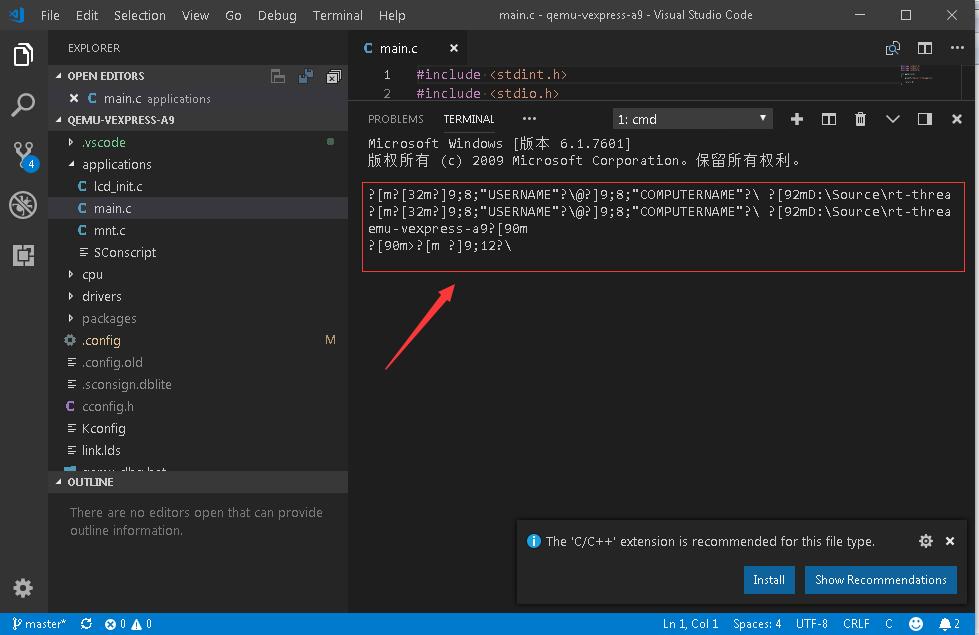 File Edit Selection View Go Debug Terminal Help
main.c - qemu-vexpress-a9 - Visual Studio Code
EXPLORER
OPEN EDITORS
C main.c applications
QEMU-VEXPRESS-A9
.vscode
applications
C lcd_init.c
C main.c
C mnt.c
SConscript
cpu
drivers
packages
.config M
.config.old
.sconsign.dblite
C cconfig.h
Kconfig
link.lds
OUTLINE
There are no editors open that can provide
outline information.
4
C main.c
1 #include <stdint.h>
2 #include <stdio.h>
PROBLEMS TERMINAL ••• 1: cmd
Microsoft Windows [版本 6.1.7601]
版权所有 (c) 2009 Microsoft Corporation。保留所有权利。
?[m?[32m?]9;8;"USERNAME"?\@?]9;8;"COMPUTERNAME"?\ ?[92mD:\Source\rt-threa
?[m?[32m?]9;8;"USERNAME"?\@?]9;8;"COMPUTERNAME"?\ ?[92mD:\Source\rt-threa
emu-vexpress-a9?[90m
?[90m>?[m ?]9;12?\
The 'C/C++' extension is recommended for this file type.
Install Show Recommendations
master* 0 0 Ln 1, Col 1 Spaces: 4 UTF-8 CRLF C 2